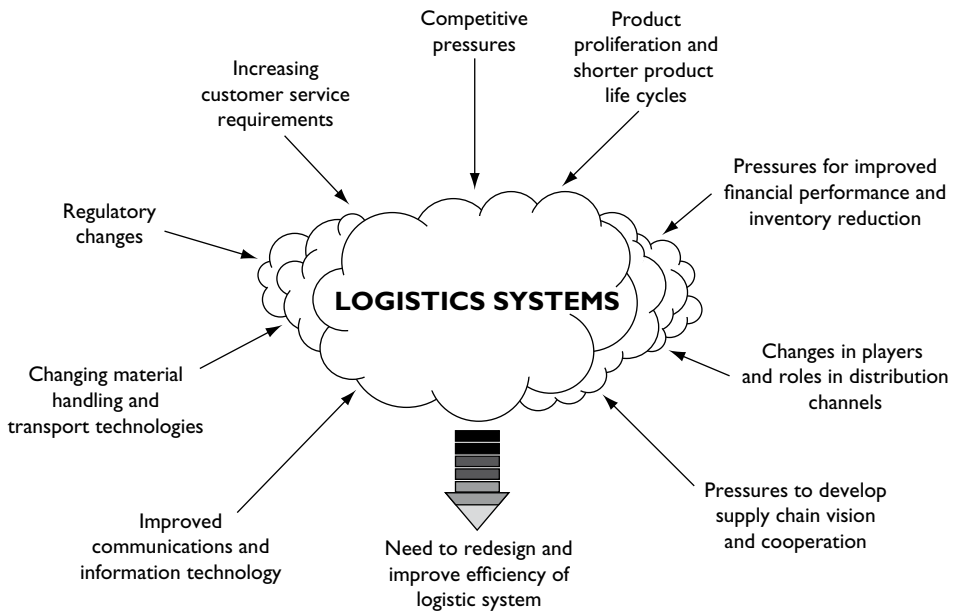 Competitive
pressures
Product
proliferation and
shorter product
life cycles
Increasing
customer service
requirements
Pressures for improved
financial performance and
inventory reduction
Regulatory
changes
LOGISTICS SYSTEMS
Changing material
handling and
transport technologies
Changes in players
and roles in distribution
channels
Improved
communications and
information technology
Need to redesign and
improve efficiency of
logistic system
Pressures to develop
supply chain vision
and cooperation